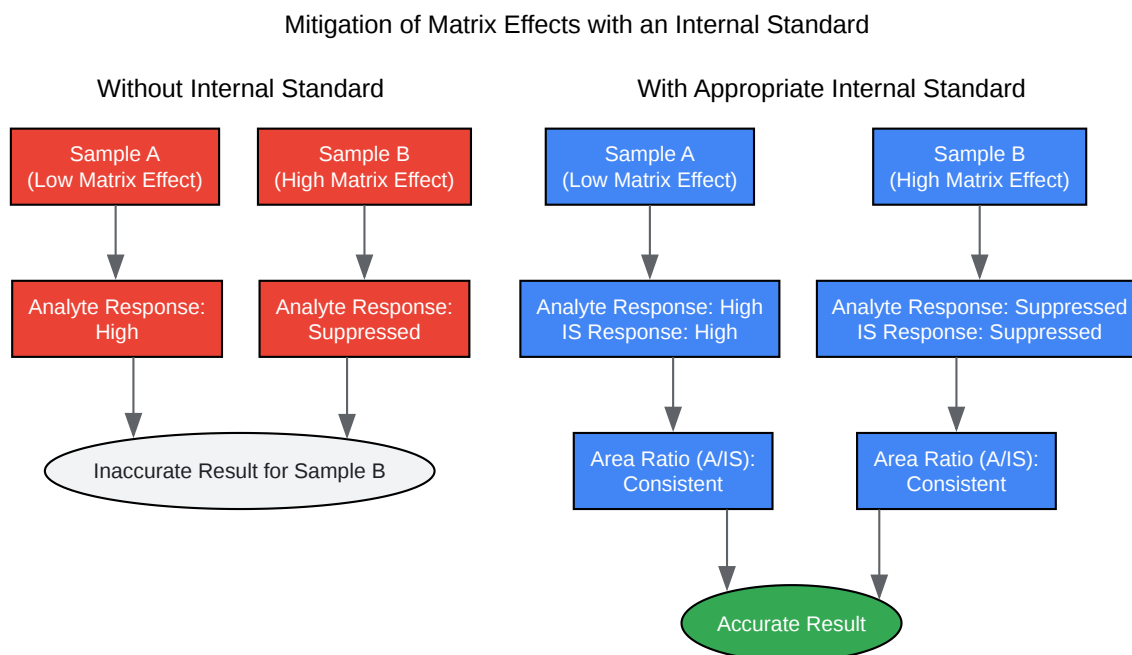 Mitigation of Matrix Effects with an Internal Standard
Without Internal Standard
Sample A
(Low Matrix Effect)
Sample B
(High Matrix Effect)
Analyte Response:
High
Analyte Response:
Suppressed
Inaccurate Result for Sample B
With Appropriate Internal Standard
Sample A
(Low Matrix Effect)
Sample B
(High Matrix Effect)
Analyte Response: High
IS Response: High
Analyte Response: Suppressed
IS Response: Suppressed
Area Ratio (A/IS):
Consistent
Area Ratio (A/IS):
Consistent
Accurate Result